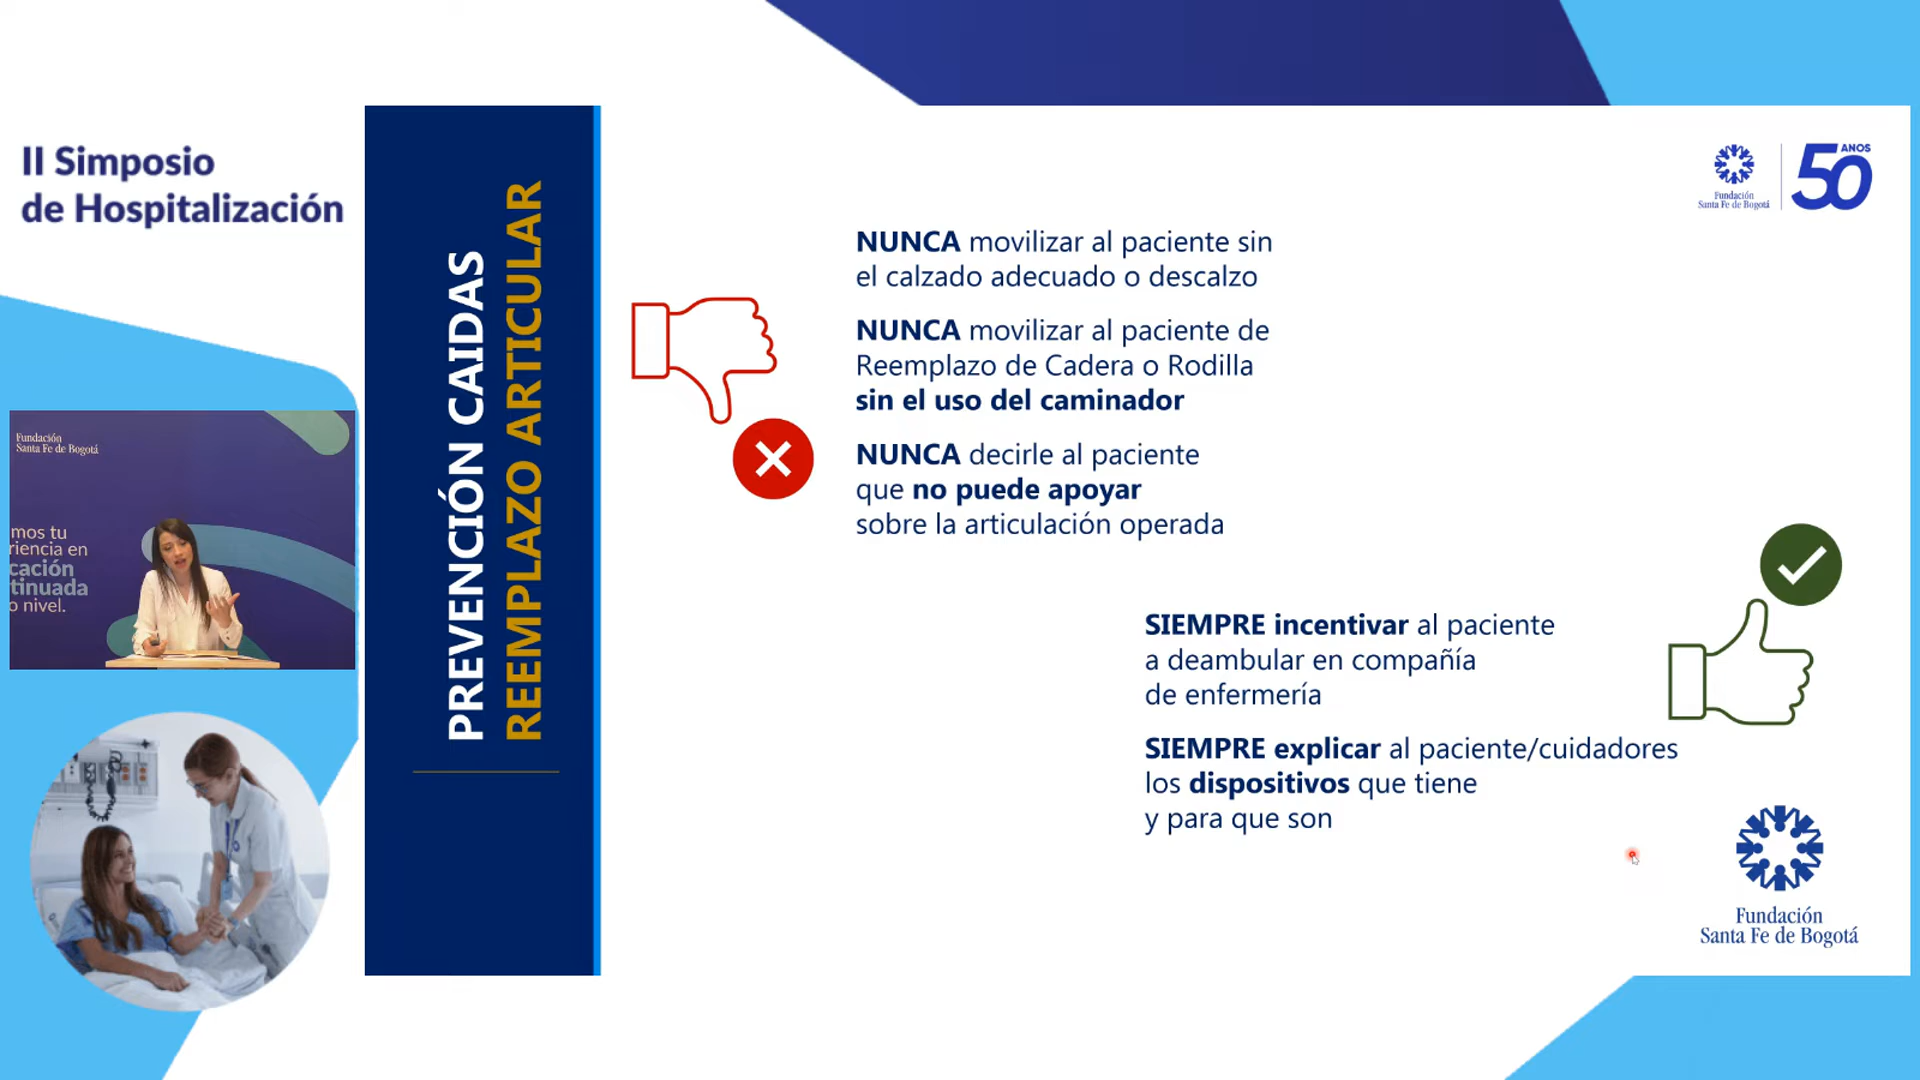 II Simposio
de Hospitalización
Fundación
Santa Fe de Bogotá
mos tu
riencia en
cación
tinuada
o nivel.
PREVENCIÓN CAIDAS
REEMPLAZO ARTICULAR
NUNCA movilizar al paciente sin
el calzado adecuado o descalzo
NUNCA movilizar al paciente de
Reemplazo de Cadera o Rodilla
sin el uso del caminador
NUNCA decirle al paciente
que no puede apoyar
sobre la articulación operada
SIEMPRE incentivar al paciente
a deambular en compañía
de enfermería
SIEMPRE explicar al paciente/cuidadores
los dispositivos que tiene
y para que son
Fundación
Santa Fe de Bogotá
50 AÑOS
Fundación
Santa Fe de Bogotá